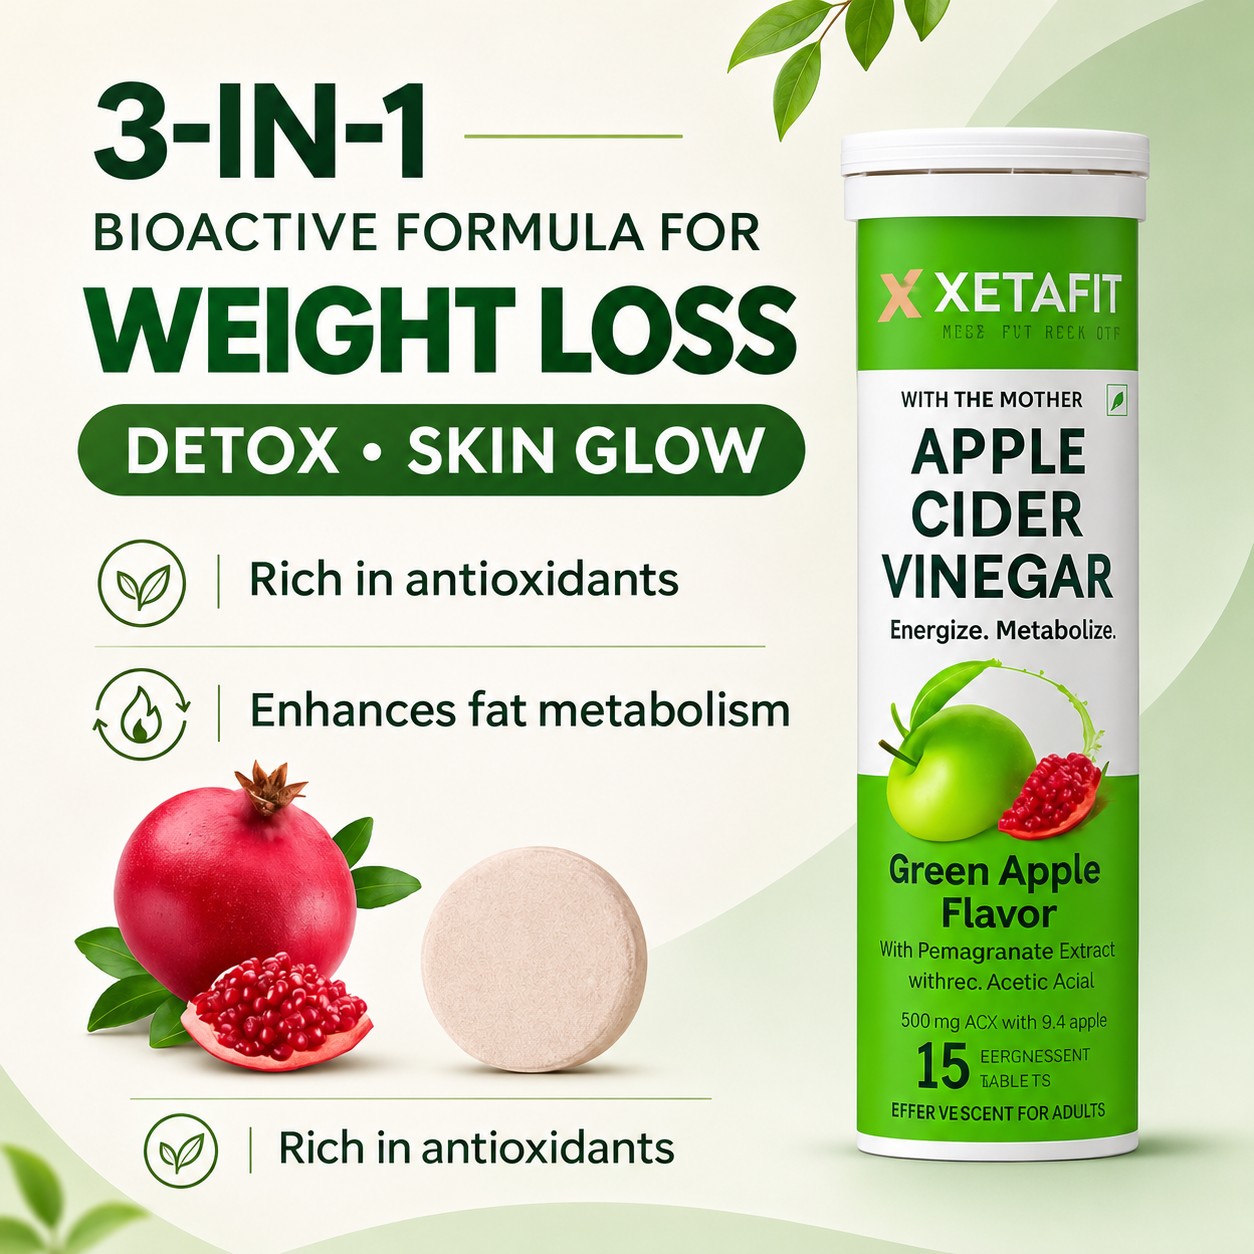 3-IN-1
BIOACTIVE FORMULA FOR
WEIGHT LOSS
DETOX • SKIN GLOW
Rich in antioxidants
Enhances fat metabolism
Rich in antioxidants
X XETAFIT
WITH THE MOTHER
APPLE
CIDER
VINEGAR
Energize. Metabolize.
Green Apple
Flavor
With Pemagranate Extract
withrec. Acetic Acial
500 mg ACX with 9.4 apple
15 EERGNESSENT
TABLETS
EFFERVESCENT FOR ADULTS